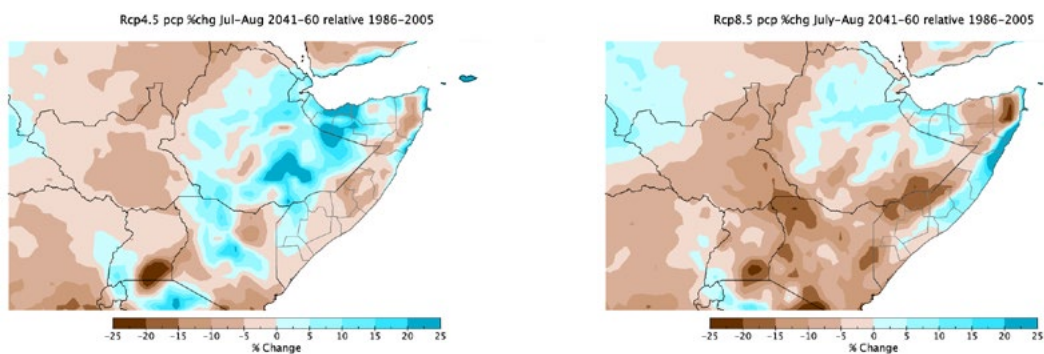 Rcp4.5 pcp %chg Jul-Aug 2041-60 relative 1986-2005
-25 -20 -15 -10 -5 0 5 10 15 20 25
% Change
Rcp8.5 pcp %chg July-Aug 2041-60 relative 1986-2005
-25 -20 -15 -10 -5 0 5 10 15 20 25
% Change